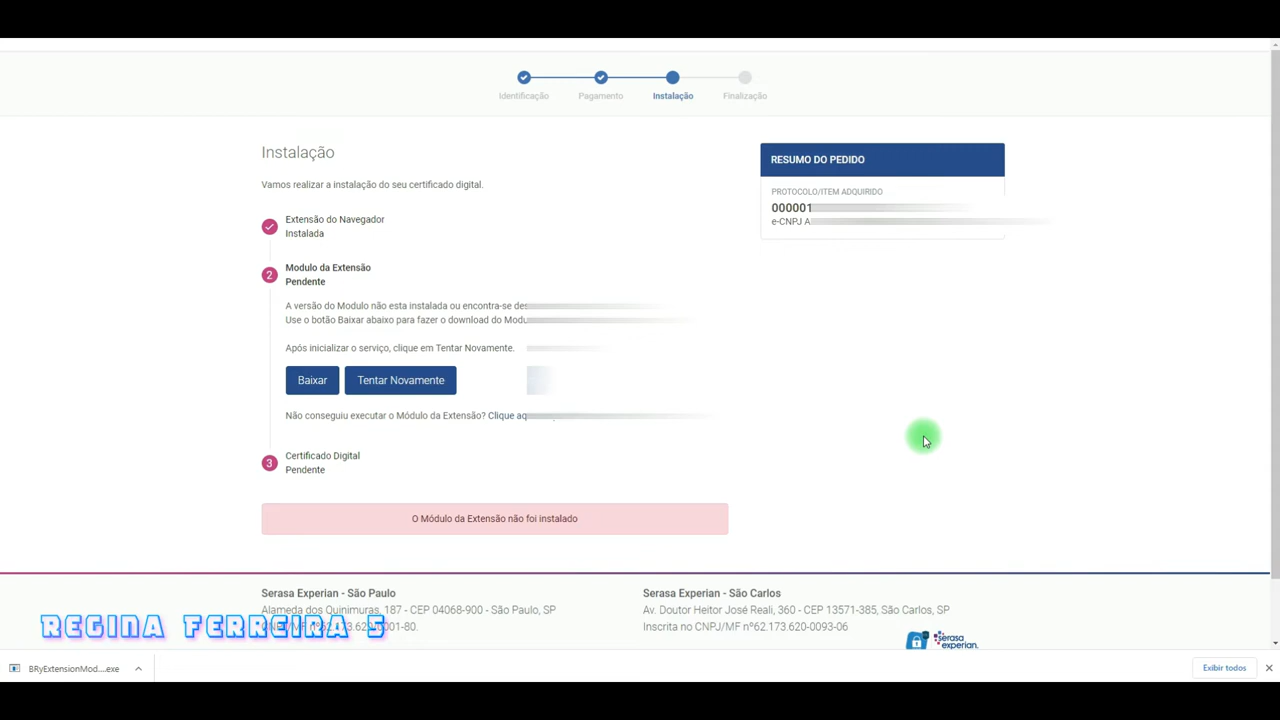 Identificação
Pagamento
Instalação
Finalização
Instalação
Vamos realizar a instalação do seu certificado digital.
Extensão do Navegador
Instalada
2
Modulo da Extensão
Pendente
A versão do Modulo não esta instalada ou encontra-se des
Use o botão Baixar abaixo para fazer o download do Modu
Após inicializar o serviço, clique em Tentar Novamente.
Baixar
Tentar Novamente
Não conseguiu executar o Módulo da Extensão? Clique aq
3
Certificado Digital
Pendente
O Módulo da Extensão não foi instalado
RESUMO DO PEDIDO
PROTOCOLO/ITEM ADQUIRIDO
000001
e-CNPJ A
Serasa Experian - São Paulo
Alameda dos Quinimuras, 187 - CEP 04068-900 - São Paulo, SP
Serasa Experian - São Carlos
Av. Doutor Heitor José Reali, 360 - CEP 13571-385, São Carlos, SP
Inscrita no CNPJ/MF nº62.173.620-0093-06
serasa
experian.
REGINA FERREIRA S
BRyExtensionMod....exe
Exibir todos